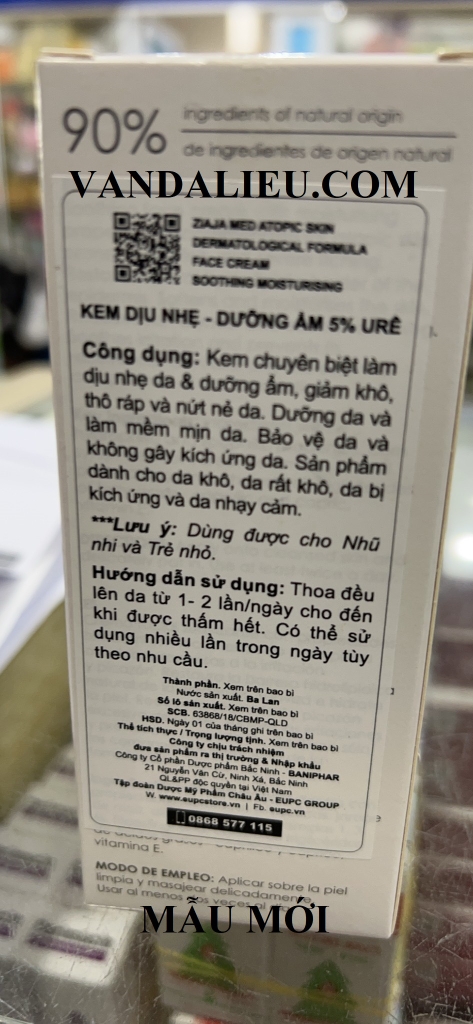 90% ingredients of natural origin
de ingredientes de origen natural
VANDALIEU.COM
ZIAJA MED ATOPIC SKIN
DERMATOLOGICAL FORMULA
FACE CREAM
SOOTHING MOISTURISING
KEM DỊU NHẸ - DƯỠNG ẨM 5% URÊ
Công dụng: Kem chuyên biệt làm
dịu nhẹ da & dưỡng ẩm, giảm khô,
thô ráp và nứt nẻ da. Dưỡng da và
làm mềm mịn da. Bảo vệ da và
không gây kích ứng da. Sản phẩm
dành cho da khô, da rất khô, da bị
kích ứng và da nhạy cảm.
***Lưu ý: Dùng được cho Nhũ
nhi và Trẻ nhỏ.
Hướng dẫn sử dụng: Thoa đều
lên da từ 1- 2 lần/ngày cho đến
khi được thấm hết. Có thể sử
dụng nhiều lần trong ngày tùy
theo nhu cầu.
Thành phần. Xem trên bao bì
Nước sản xuất. Ba Lan
Số lô sản xuất. Xem trên bao bì
SCB. 63868/18/CBMP-QLD
HSD. Ngày 01 của tháng ghi trên bao bì
Thể tích thực / Trọng lượng tịnh. Xem trên bao bì
Công ty chịu trách nhiệm
đưa sản phẩm ra thị trường & Nhập khẩu
Công ty Cổ phần Dược phẩm Bắc Ninh - BANIPHAR
21 Nguyễn Văn Cừ, Ninh Xá, Bắc Ninh
QL&PP độc quyền tại Việt Nam
Tập đoàn Dược Mỹ Phẩm Châu Âu - EUPC GROUP
W. www.eupcstore.vn | Fb. eupc.vn
0868 577 115
vitamina E.
MODO DE EMPLEO: Aplicar sobre la piel
limpia y masajear delicadamente.
Usar al menos dos veces al
MẪU MỚI